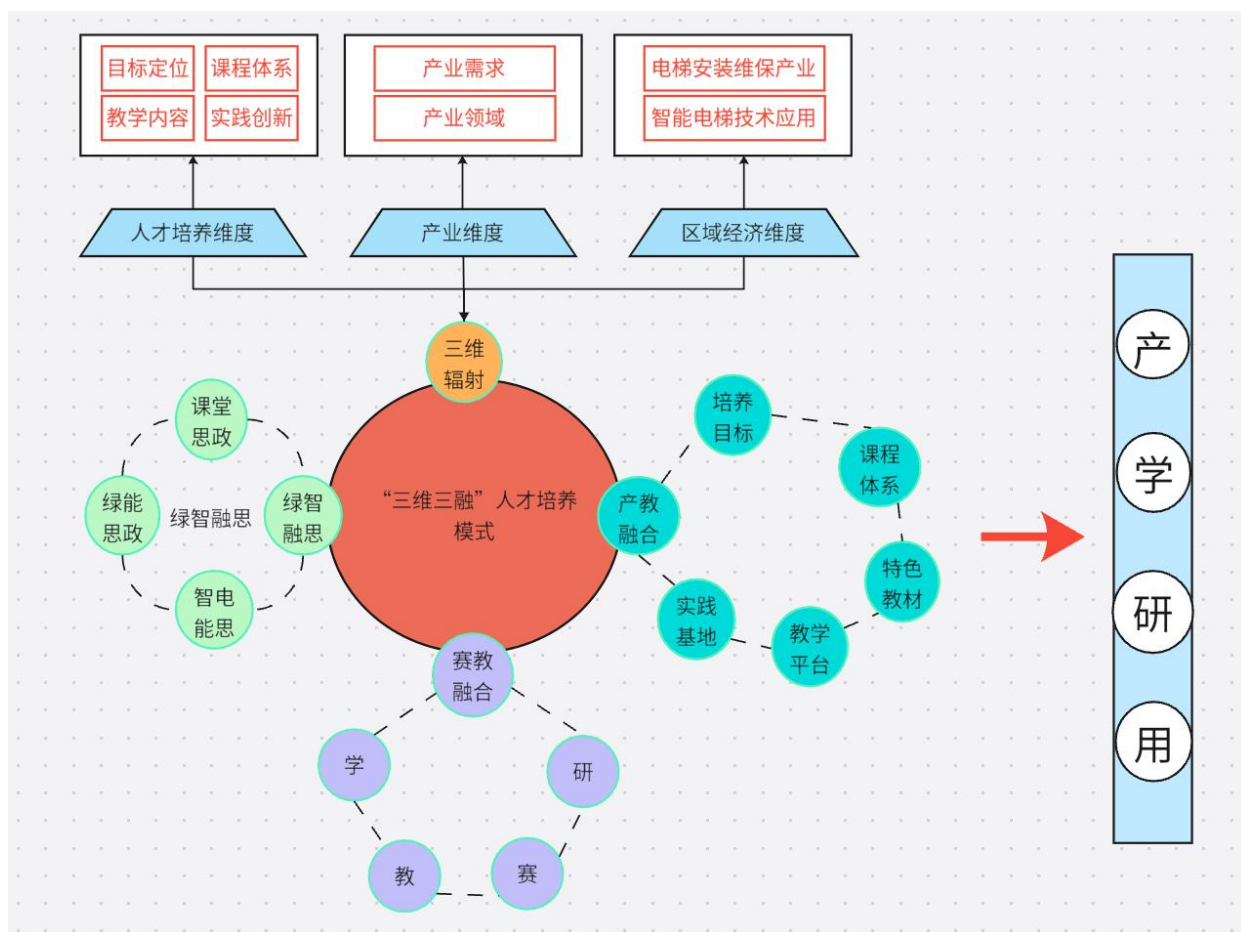 目标定位 课程体系
教学内容 实践创新
产业需求
产业领域
电梯安装维保产业
智能电梯技术应用
人才培养维度
产业维度
区域经济维度
三维
辐射
课堂
思政
绿能
思政
绿智融思
绿智
融思
智电
能思
“三维三融”人才培养
模式
产教
融合
培养
目标
课程
体系
特色
教材
教学
平台
实践
基地
赛教
融合
学
研
教
赛
产
学
研
用